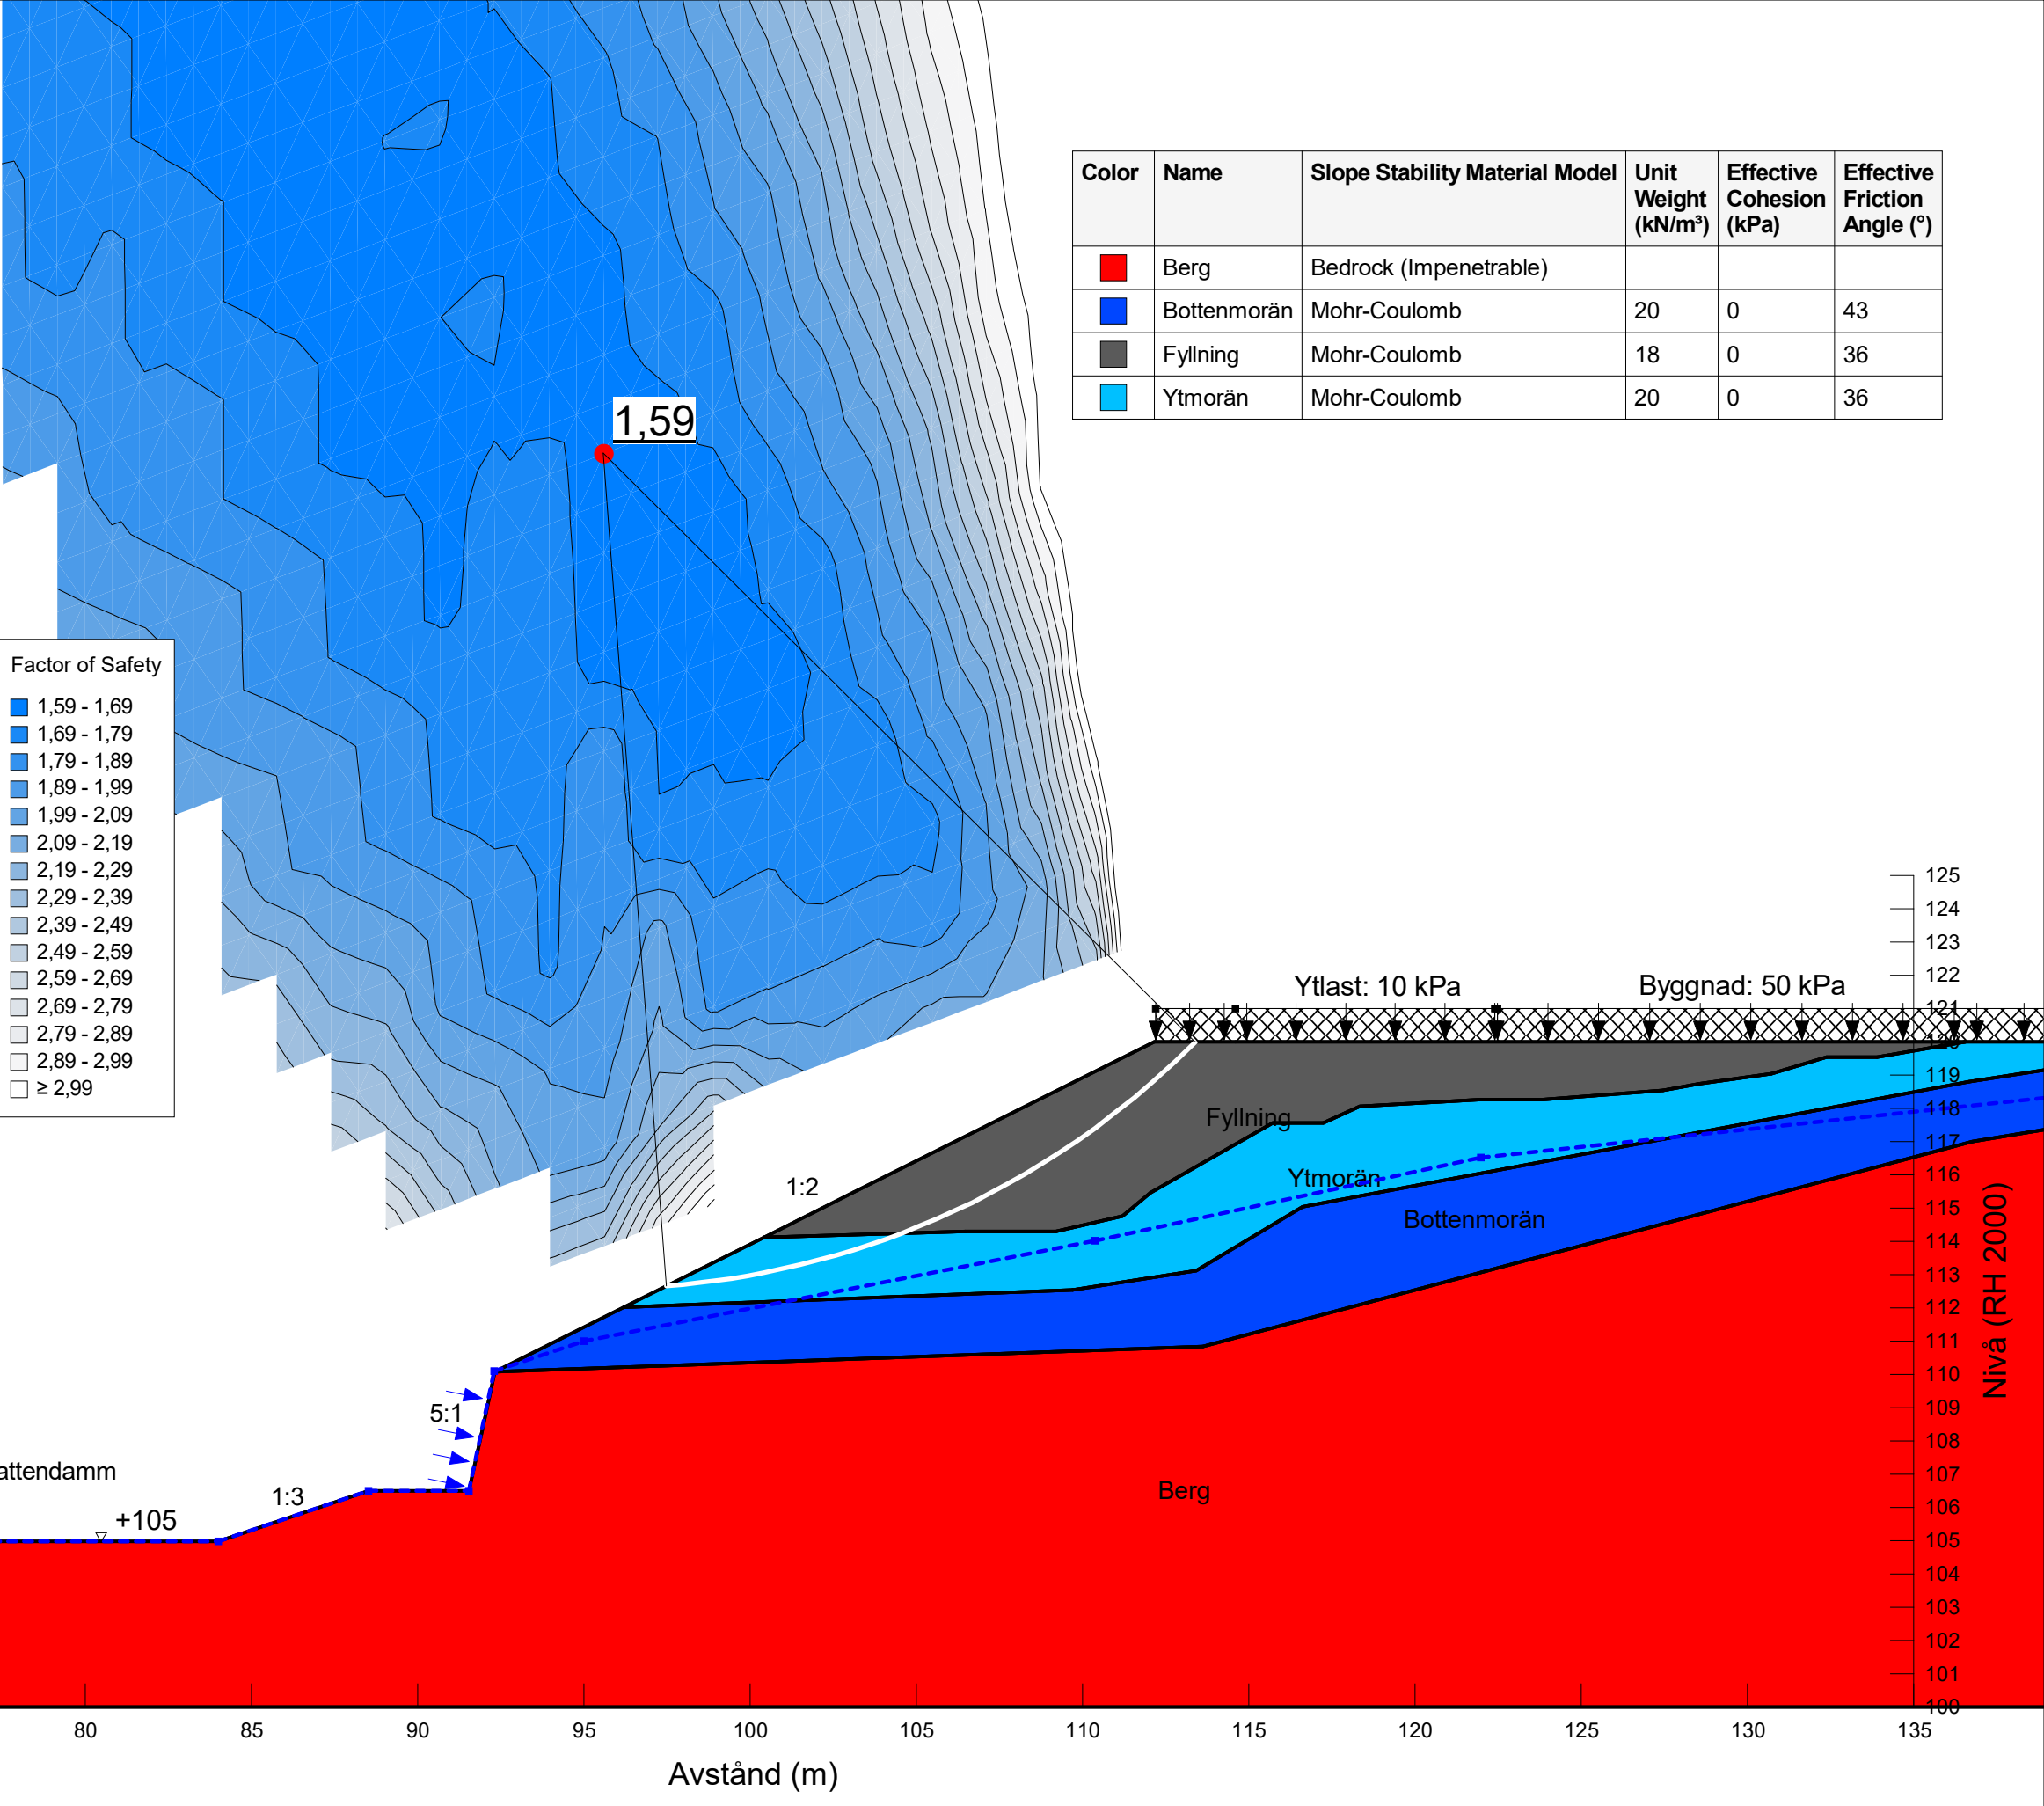 Color Name Slope Stability Material Model Unit Weight (kN/m³) Effective Cohesion (kPa) Effective Friction Angle (°)
Berg Bedrock (Impenetrable)
Bottenmorän Mohr-Coulomb 20 0 43
Fyllning Mohr-Coulomb 18 0 36
Ytmorän Mohr-Coulomb 20 0 36
1,59
Factor of Safety
1,59 - 1,69
1,69 - 1,79
1,79 - 1,89
1,89 - 1,99
1,99 - 2,09
2,09 - 2,19
2,19 - 2,29
2,29 - 2,39
2,39 - 2,49
2,49 - 2,59
2,59 - 2,69
2,69 - 2,79
2,79 - 2,89
2,89 - 2,99
≥ 2,99
Ytlast: 10 kPa
Byggnad: 50 kPa
125
124
123
122
121
120
119
118
117
116
115
114
113
112
111
110
109
108
107
106
105
104
103
102
101
100
Nivå (RH 2000)
Fyllning
Ytmorän
Bottenmorän
1:2
5:1
attendamm
1:3
+105
Berg
80 85 90 95 100 105 110 115 120 125 130 135
Avstånd (m)